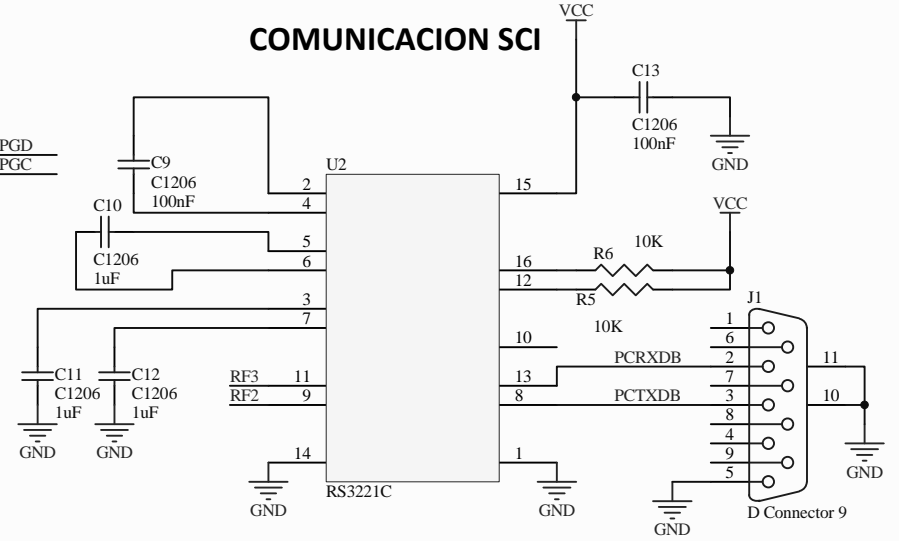 COMUNICACION SCI
VCC
C13
C1206
100nF
GND
PGD
PGC
C9
C1206
100nF
U2
2
4
15
VCC
C10
C1206
1uF
5
6
16
12
R6
10K
R5
10K
3
7
10
J1
1
6
2
7
3
8
4
9
5
11
10
PCRXDB
PCTXDB
C11
C1206
1uF
C12
C1206
1uF
RF3
RF2
11
9
13
8
GND
GND
14
1
GND
RS3221C
GND
GND
GND
D Connector 9